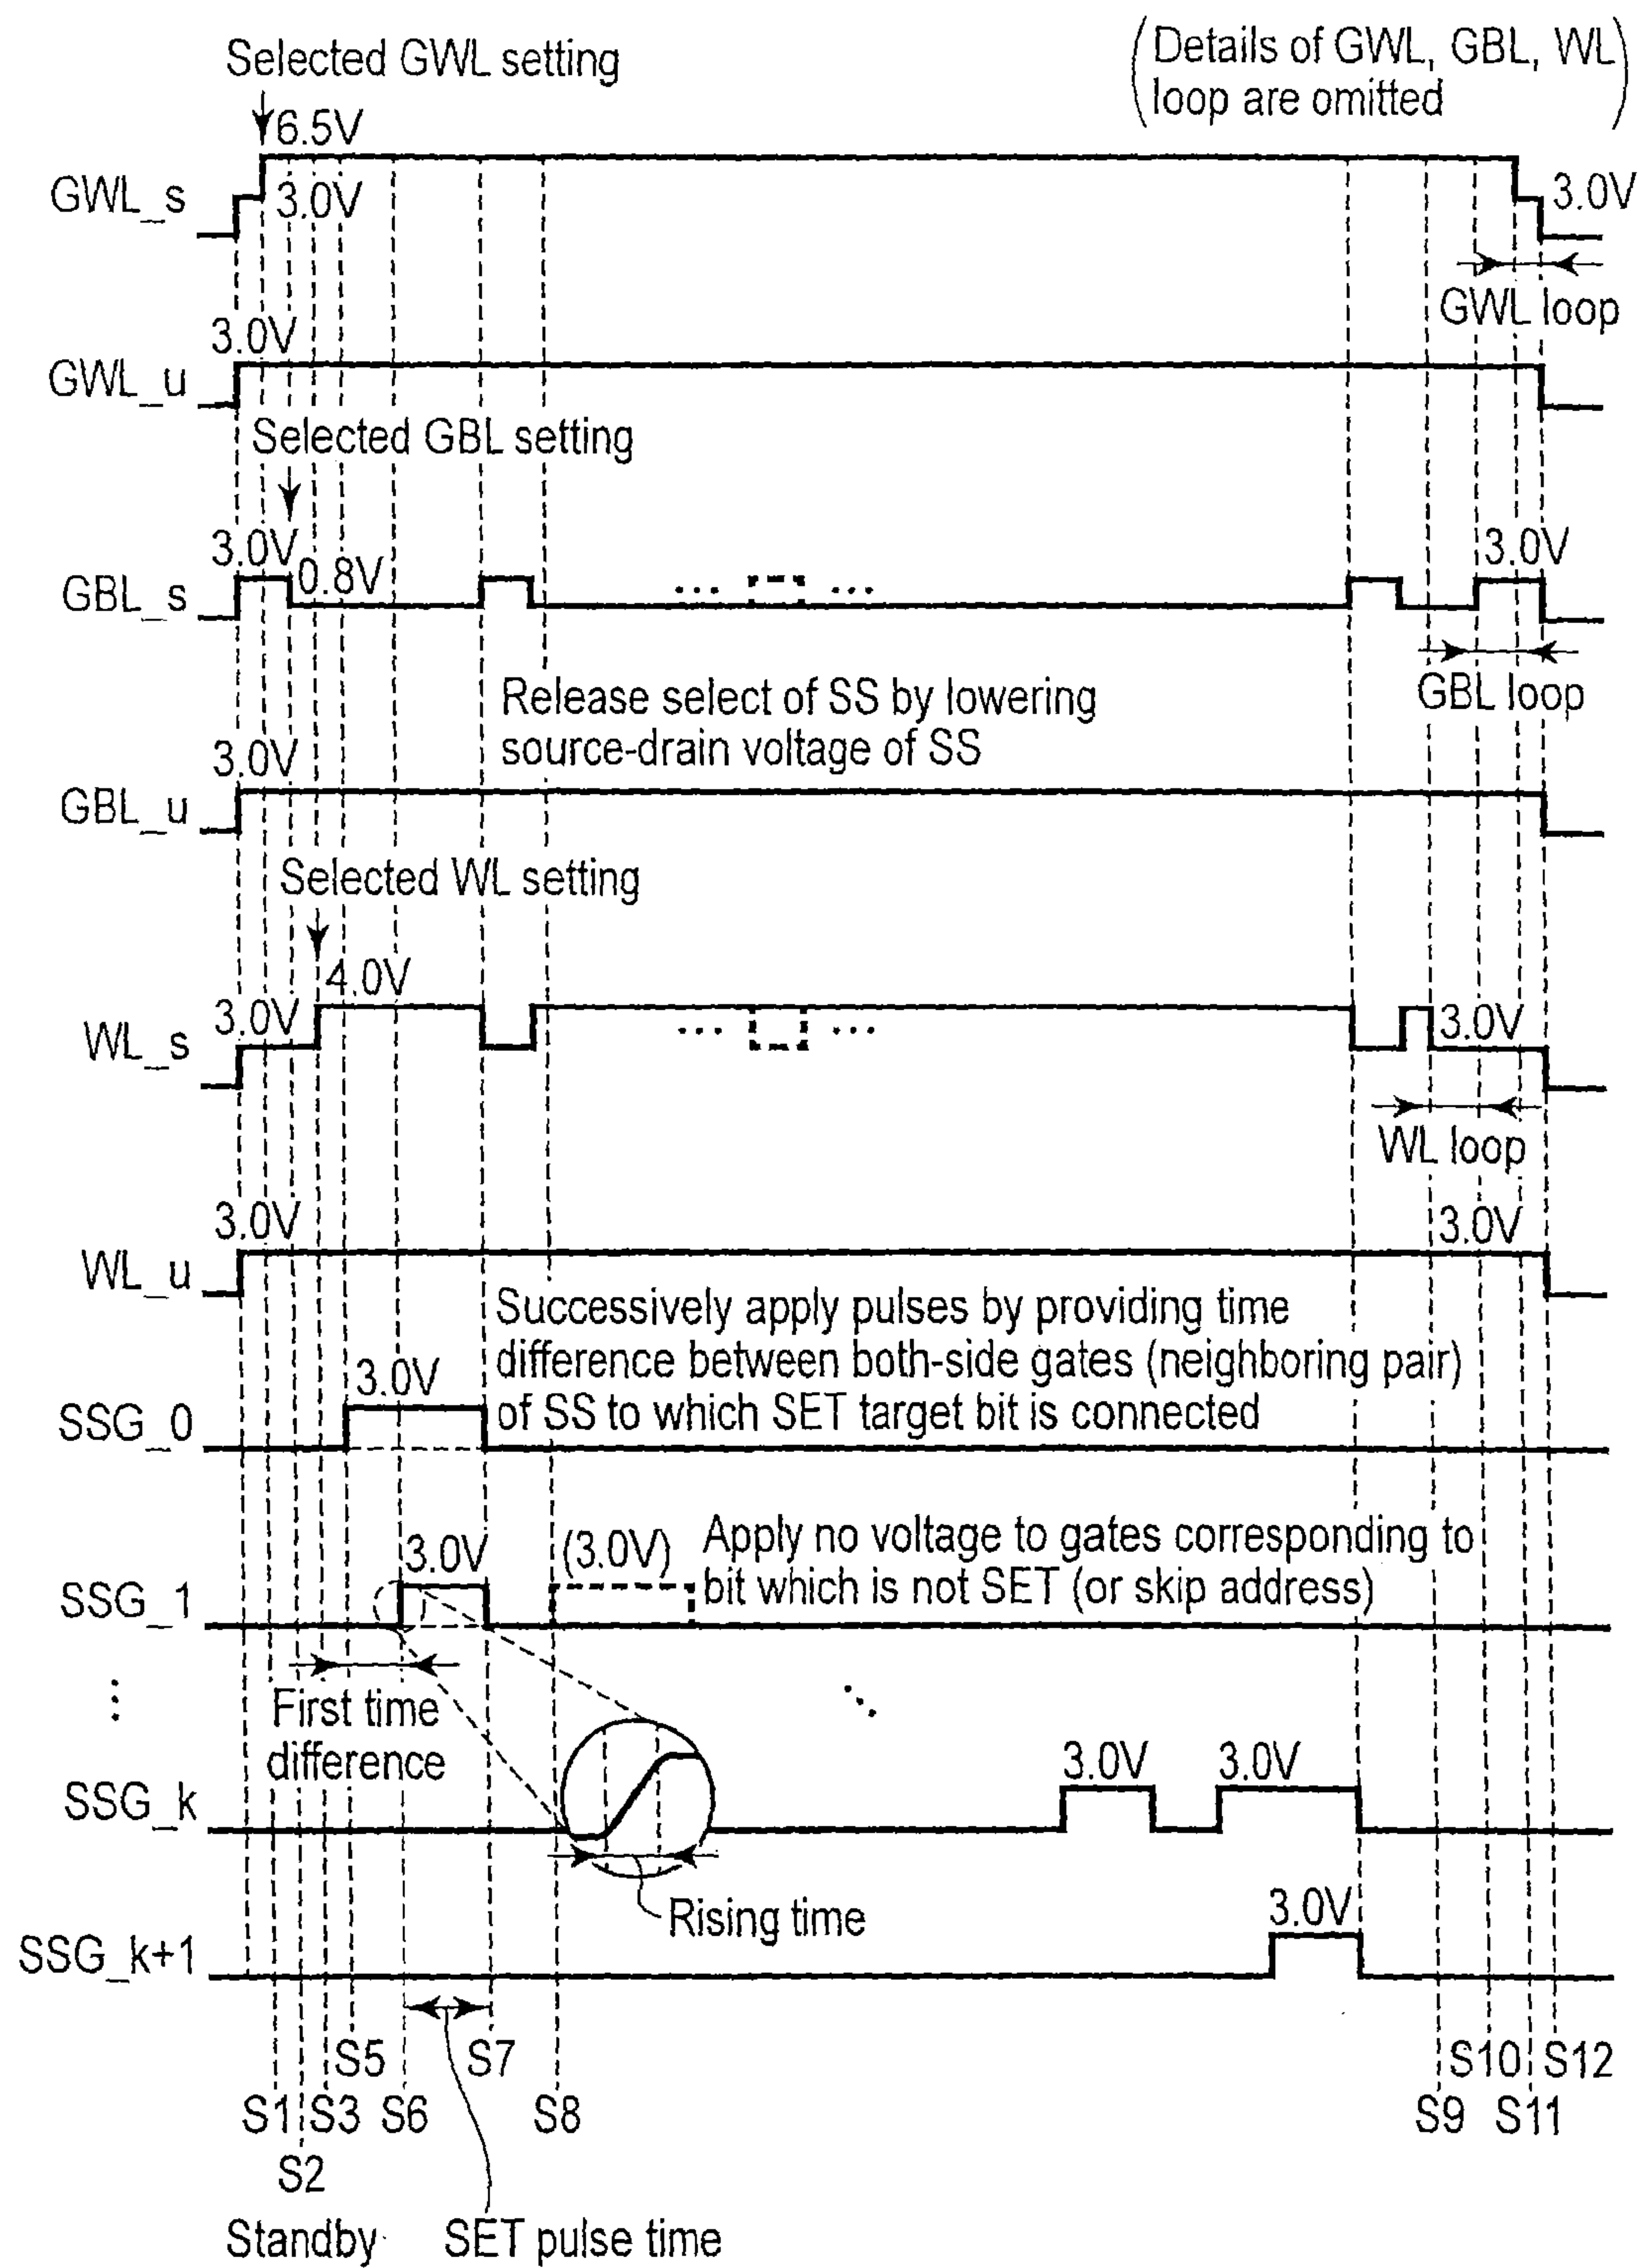 Selected GWL setting
(Details of GWL, GBL, WL
loop are omitted)
6.5V
GWL_s
3.0V
3.0V
GWL loop
3.0V
GWL_u
Selected GBL setting
3.0V
0.8V
3.0V
GBL_s
... ...
GBL loop
Release select of SS by lowering
source-drain voltage of SS
3.0V
GBL_u
Selected WL setting
4.0V
3.0V
3.0V
WL_s
... ...
WL loop
3.0V
3.0V
WL_u
Successively apply pulses by providing time
difference between both-side gates (neighboring pair)
of SS to which SET target bit is connected
3.0V
SSG_0
3.0V
(3.0V)
Apply no voltage to gates corresponding to
bit which is not SET (or skip address)
SSG_1
First time
difference
3.0V
3.0V
SSG_k
Rising time
3.0V
SSG_k+1
S5
S7
S10
S12
S1
S3
S6
S8
S9
S11
S2
Standby
SET pulse time